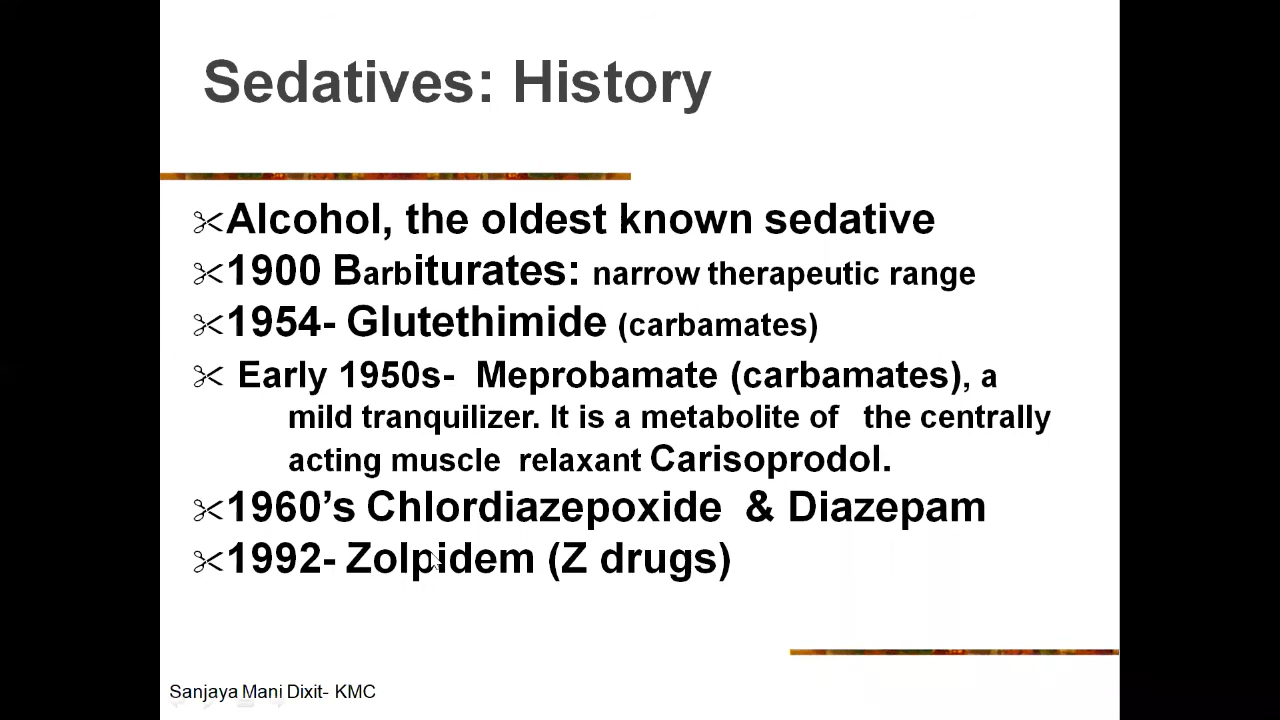 Sedatives: History
Alcohol, the oldest known sedative
1900 Barbiturates: narrow therapeutic range
1954- Glutethimide (carbamates)
Early 1950s- Meprobamate (carbamates), a
mild tranquilizer. It is a metabolite of the centrally
acting muscle relaxant Carisoprodol.
1960’s Chlordiazepoxide & Diazepam
1992- Zolpidem (Z drugs)
Sanjaya Mani Dixit- KMC